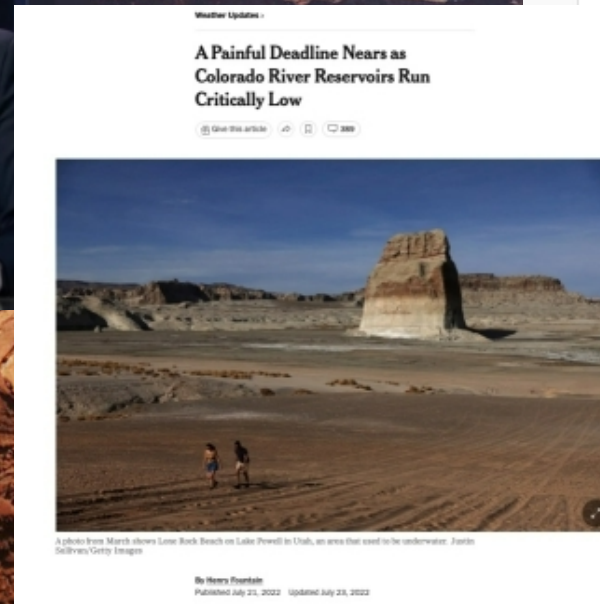 Weather Updates ›
A Painful Deadline Nears as
Colorado River Reservoirs Run
Critically Low
Give this article
389
A photo from March shows Lone Rock Beach on Lake Powell in Utah, an area that used to be underwater. Justin
Sullivan/Getty Images
By Henry Fountain
Published July 21, 2022 Updated July 23, 2022